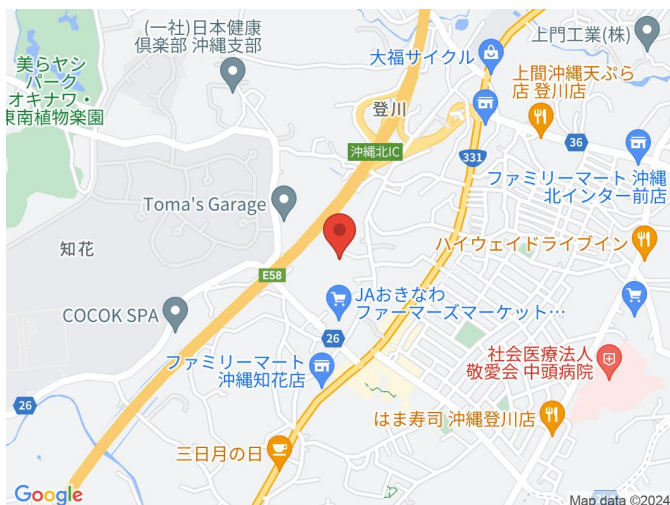 (一社)日本健康
倶楽部 沖縄支部
上門工業(株)
大福サイクル
美らヤシ
パーク
オキナワ・
東南植物楽園
上間沖縄天ぷら
店 登川店
登川
36
沖縄北IC
331
ファミリーマート 沖縄
北インター前店
Toma's Garage
知花
ハイウェイドライブイン
E58
JAおきなわ
ファーマーズマーケット…
COCOK SPA
26
社会医療法人
敬愛会 中頭病院
ファミリーマート
沖縄知花店
26
はま寿司 沖縄登川店
三日月の日
Google
Map data ©2024